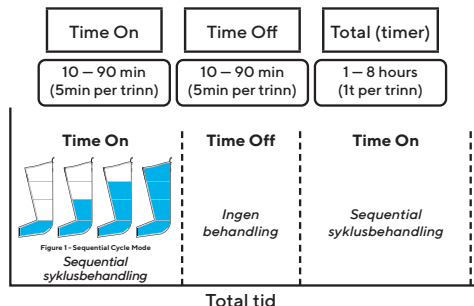 Time On
Time Off
Total (timer)
10 – 90 min
(5min per trinn)
10 – 90 min
(5min per trinn)
1 – 8 hours
(1t per trinn)
Time On
Time Off
Time On
Figure 1 - Sequential Cycle Mode
Sequential
syklusbehandling
Ingen
behandling
Sequential
syklusbehandling
Total tid